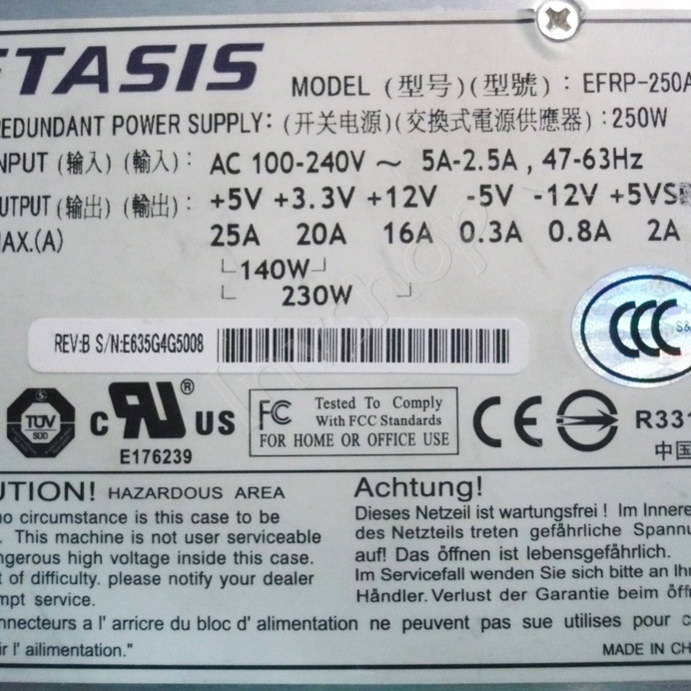 ETASIS
MODEL (型号)(型號) : EFRP-250A
REDUNDANT POWER SUPPLY: (开关电源)(交換式電源供應器) :250W
INPUT (输入) (輸入) : AC 100-240V ~ 5A-2.5A , 47-63Hz
OUTPUT (输出) (輸出) : +5V +3.3V +12V -5V -12V +5VS
MAX.(A) 25A 20A 16A 0.3A 0.8A 2A
140W
230W
REV:B S/N:E635G4G5008
CCC
S&
TÜV
SÜD
C RU ® US
E176239
FC Tested To Comply
With FCC Standards
FOR HOME OR OFFICE USE
CE
R331
中国
UTION! HAZARDOUS AREA
no circumstance is this case to be
. This machine is not user serviceable
ngerous high voltage inside this case.
t of difficulty. please notify your dealer
mpt service.
Achtung!
Dieses Netzeil ist wartungsfrei ! Im Innere
des Netzteils treten gefährliche Spannu
auf! Das öffnen ist lebensgefährlich.
Im Servicefall wenden Sie sich bitte an Ihr
Händler. Verlust der Garantie beim öff
nnecteurs a l' arricre du bloc d' alimentation ne peuvent pas sue utilises pour c
ir l' ailimentation."
MADE IN CH